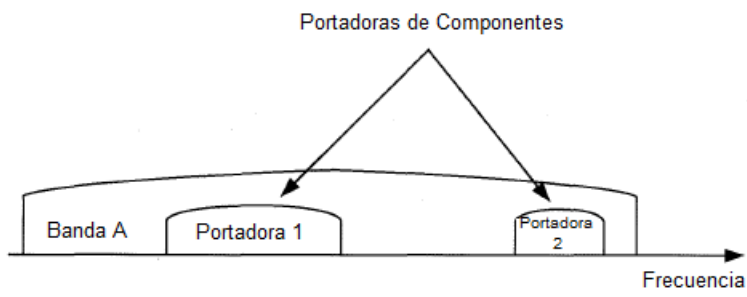 Portadoras de Componentes
Banda A
Portadora 1
Portadora
2
Frecuencia